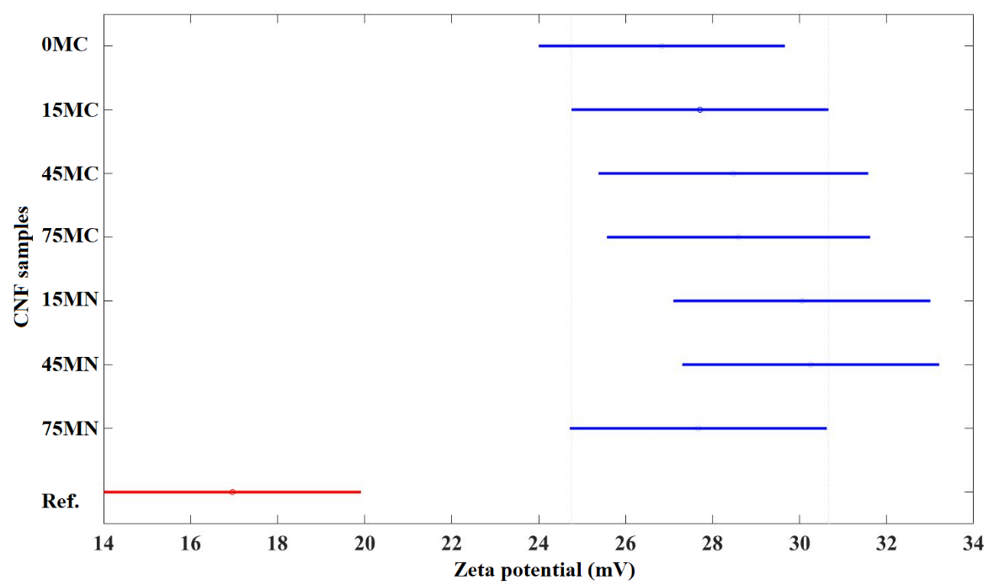 0MC
15MC
45MC
75MC
15MN
45MN
75MN
Ref.
CNF samples
14 16 18 20 22 24 26 28 30 32 34
Zeta potential (mV)